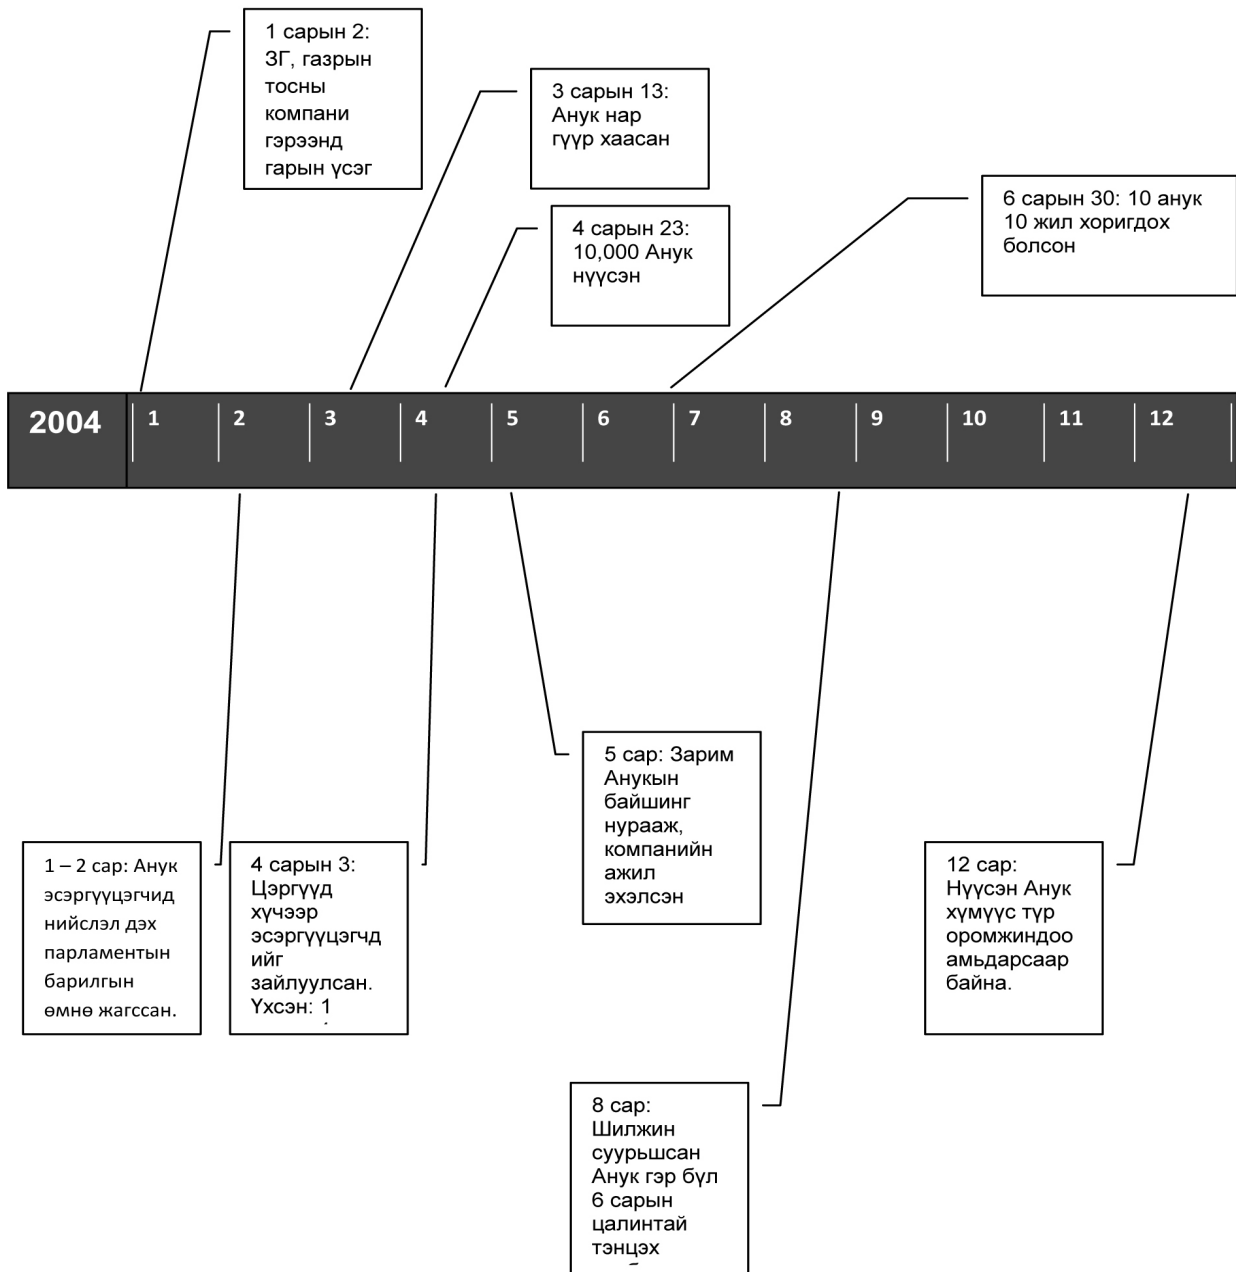 1 сарын 2:
ЗГ, газрын
тосны
компани
гэрээнд
гарын үсэг
3 сарын 13:
Анук нар
гүүр хаасан
4 сарын 23:
10,000 Анук
нүүсэн
6 сарын 30: 10 анук
10 жил хоригдох
болсон
2004 1 2 3 4 5 6 7 8 9 10 11 12
1 – 2 сар: Анук
эсэргүүцэгчид
нийслэл дэх
парламентын
барилгын
өмнө жагссан.
4 сарын 3:
Цэргүүд
хүчээр
эсэргүүцэгчд
ийг
зайлуулсан.
Үхсэн: 1
5 сар: Зарим
Анукын
байшинг
нурааж,
компанийн
ажил
эхэлсэн
8 сар:
Шилжин
суурьшсан
Анук гэр бүл
6 сарын
цалинтай
тэнцэх
12 сар:
Нүүсэн Анук
хүмүүс түр
оромжиндоо
амьдарсаар
байна.